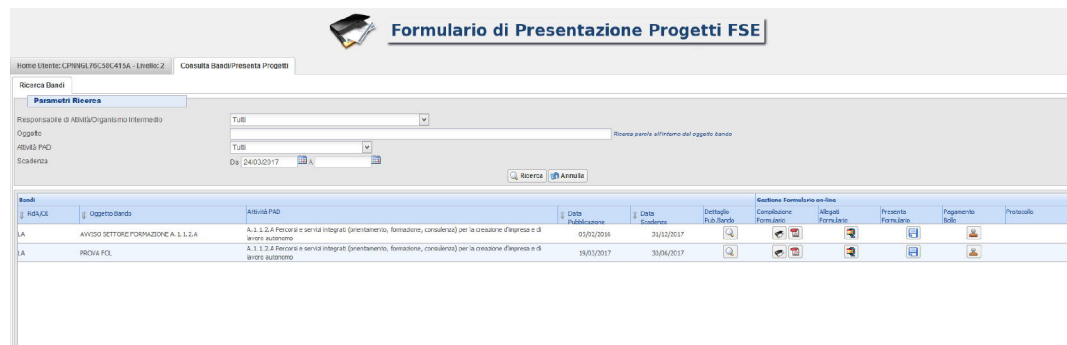 Formulario di Presentazione Progetti FSE
Home Utente: CPNNGL76C58C415A - Livello: 2 Consulta Bandi/Presenta Progetti
Ricerca Bandi
Parametri Ricerca
Responsabile di Attività/Organismo Intermedio Tutti
Oggetto Ricerca parola all'interno del oggetto bando
Attività PAD Tutti
Scadenza Da 24/03/2017 A
Ricerca Annulla
Bandi Gestione Formulario on-line
RdA/OI Oggetto Bando Attività PAD Data Pubblicazione Data Scadenza Dettaglio Pub.Bando Compilazione Formulario Allegati Formulario Presenta Formulario Pagamento Bollo Protocollo
LA AVVISO SETTORE FORMAZIONE A.1.1.2.A A.1.1.2.A Percorsi e servizi integrati (orientamento, formazione, consulenza) per la creazione d'impresa e di 31/12/2017
lavoro autonomo
LA PROVA A.1.1.2.A Percorsi e servizi integrati (orientamento, formazione, consulenza) per la creazione d'impresa e di 19/03/2017 30/06/2017
lavoro autonomo